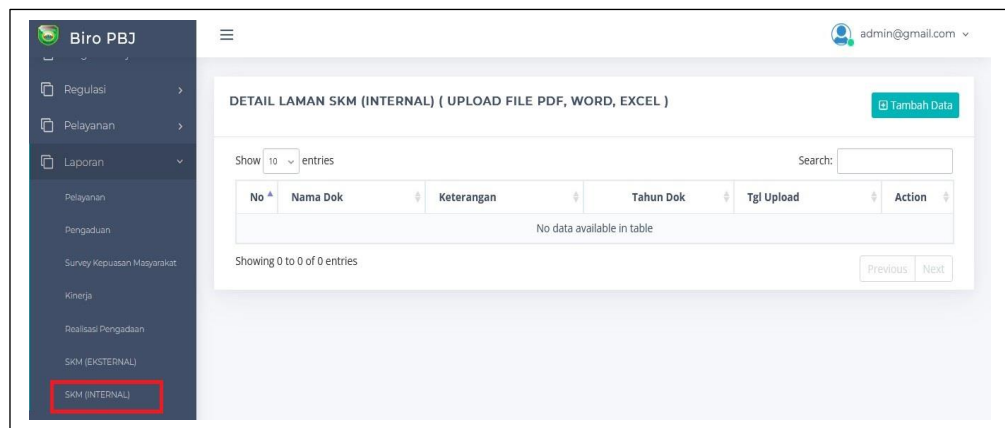 Biro PBJ
admin@gmail.com
Regulasi
Pelayanan
Laporan
Pelayanan
Pengaduan
Survey Kepuasan Masyarakat
Kinerja
Realisasi Pengadaan
SKM (EKSTERNAL)
SKM (INTERNAL)
DETAIL LAMAN SKM (INTERNAL) ( UPLOAD FILE PDF, WORD, EXCEL )
Tambah Data
Show 10 entries
Search:
No Nama Dok Keterangan Tahun Dok Tgl Upload Action
No data available in table
Showing 0 to 0 of 0 entries
Previous Next